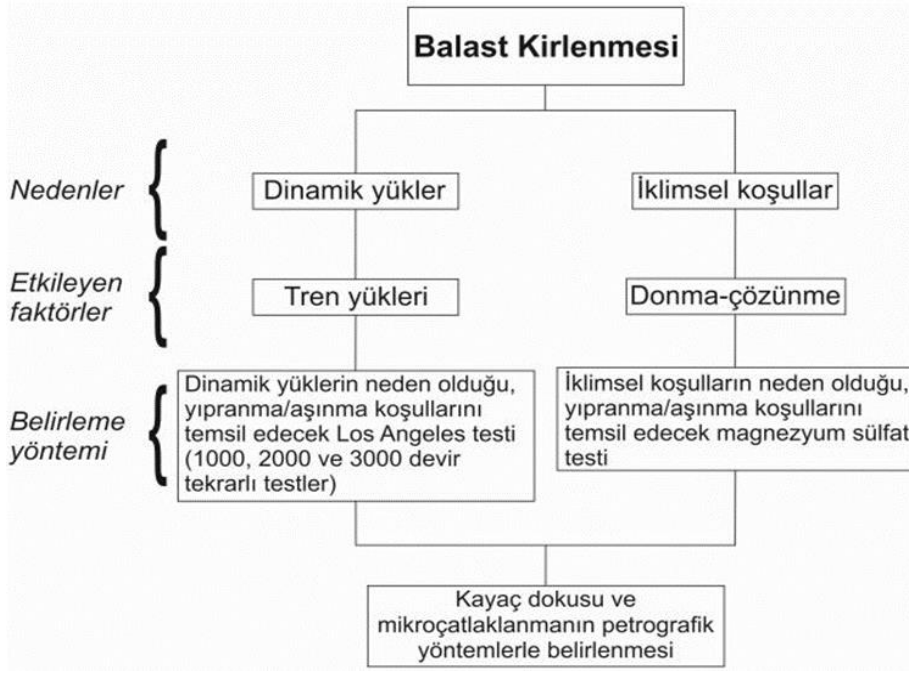 Balast Kirlenmesi
Nedenler
Dinamik yükler
İklimsel koşullar
Etkileyen
faktörler
Tren yükleri
Donma-çözünme
Belirleme
yöntemi
Dinamik yüklerin neden olduğu,
yıpranma/aşınma koşullarını
temsil edecek Los Angeles testi
(1000, 2000 ve 3000 devir
tekrarlı testler)
İklimsel koşulların neden olduğu,
yıpranma/aşınma koşullarını
temsil edecek magnezyum sülfat
testi
Kayaç dokusu ve
mikroçatlaklanmanın petrografik
yöntemlerle belirlenmesi